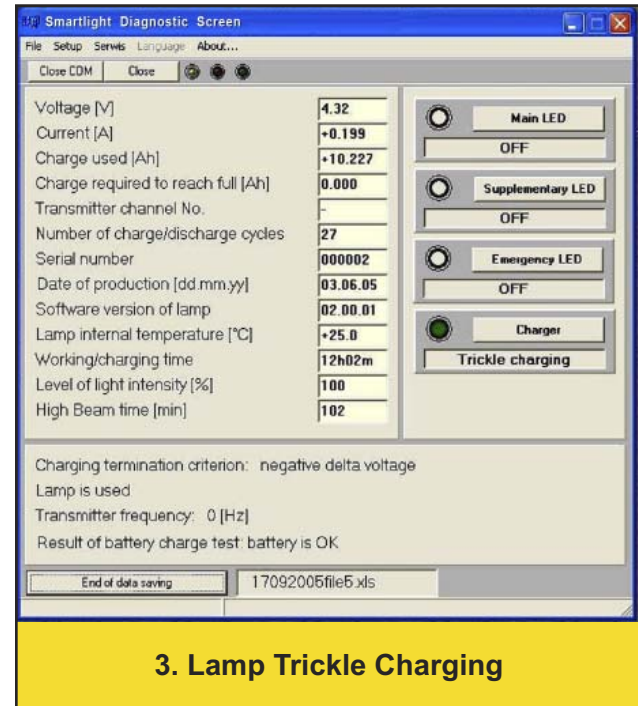 Smartlight Diagnostic Screen
File Setup Serwis Language About...
Close COM Close
Voltage [V] 4.32
Current [A] +0.199
Charge used [Ah] +10.227
Charge required to reach full [Ah] 0.000
Transmitter channel No. -
Number of charge/discharge cycles 27
Serial number 000002
Date of production [dd.mm.yy] 03.06.05
Software version of lamp 02.00.01
Lamp internal temperature [°C] +25.0
Working/charging time 12h02m
Level of light intensity [%] 100
High Beam time [min] 102
Main LED
OFF
Supplementary LED
OFF
Emergency LED
OFF
Charger
Trickle charging
Charging termination criterion: negative delta voltage
Lamp is used
Transmitter frequency: 0 [Hz]
Result of battery charge test: battery is OK
End of data saving 17092005file5.xls
3. Lamp Trickle Charging